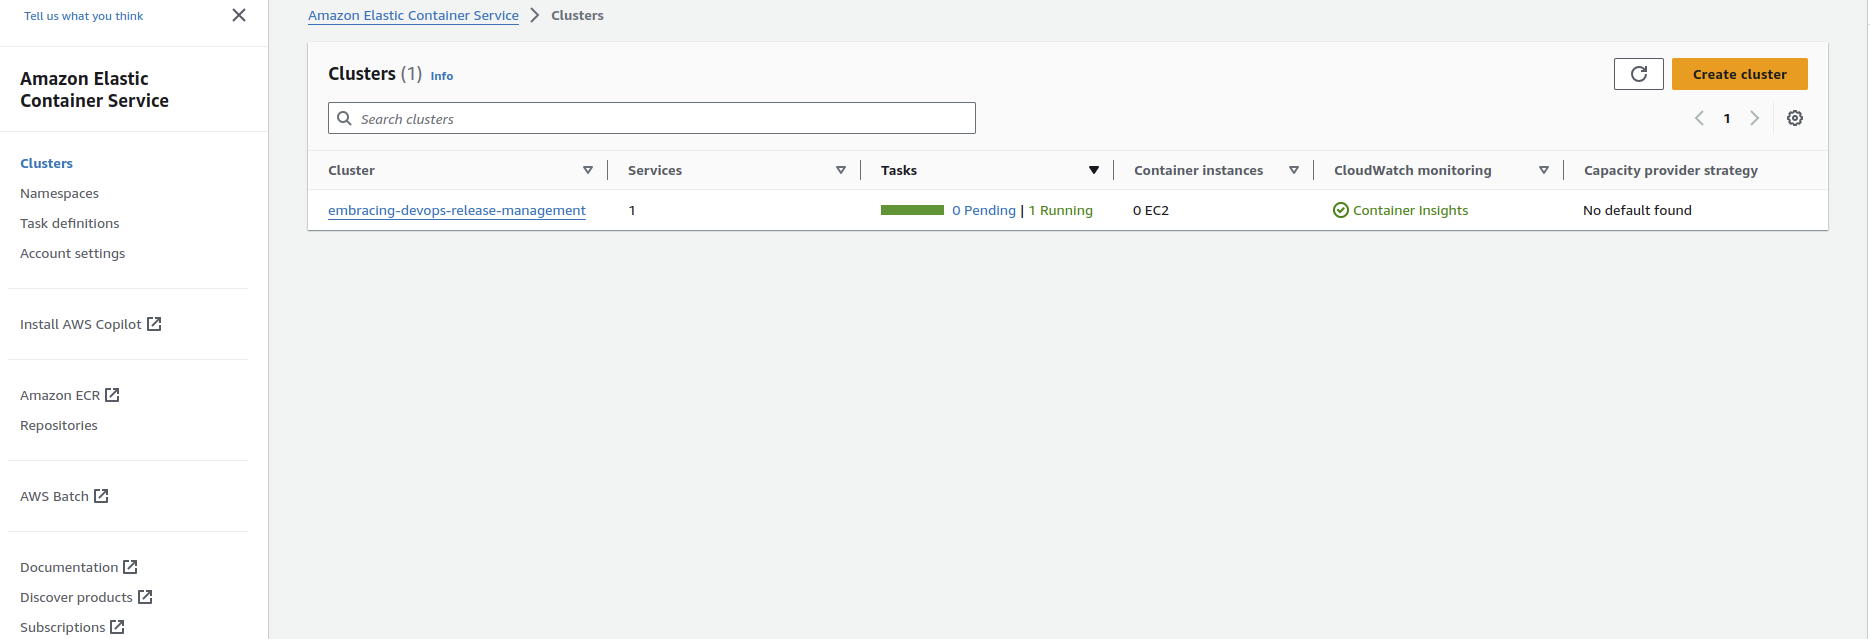 Tell us what you think
Amazon Elastic
Container Service
Clusters
Namespaces
Task definitions
Account settings
Install AWS Copilot
Amazon ECR
Repositories
AWS Batch
Documentation
Discover products
Subscriptions
Amazon Elastic Container Service > Clusters
Clusters (1) Info
Create cluster
Search clusters
1
Cluster Services Tasks Container instances CloudWatch monitoring Capacity provider strategy
embracing-devops-release-management 1 0 Pending | 1 Running 0 EC2 Container Insights No default found